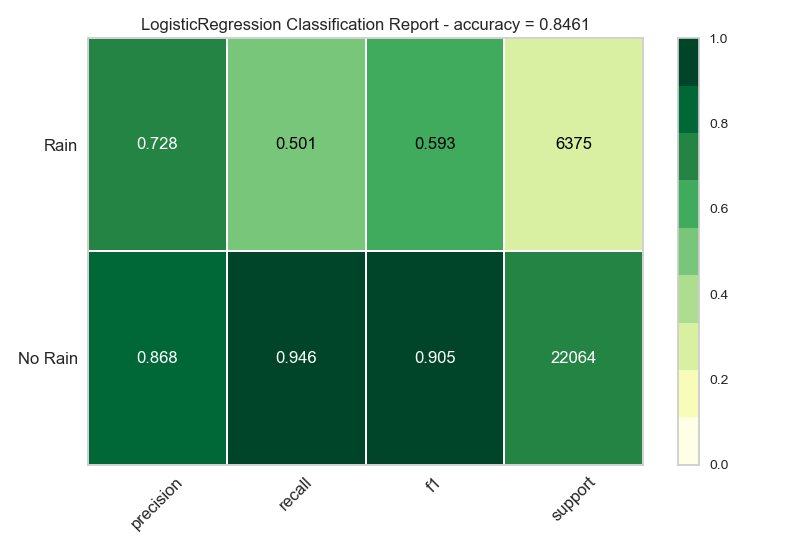 LogisticRegression Classification Report - accuracy = 0.8461
Rain 0.728 0.501 0.593 6375
No Rain 0.868 0.946 0.905 22064
precision recall f1 support
1.0
0.8
0.6
0.4
0.2
0.0